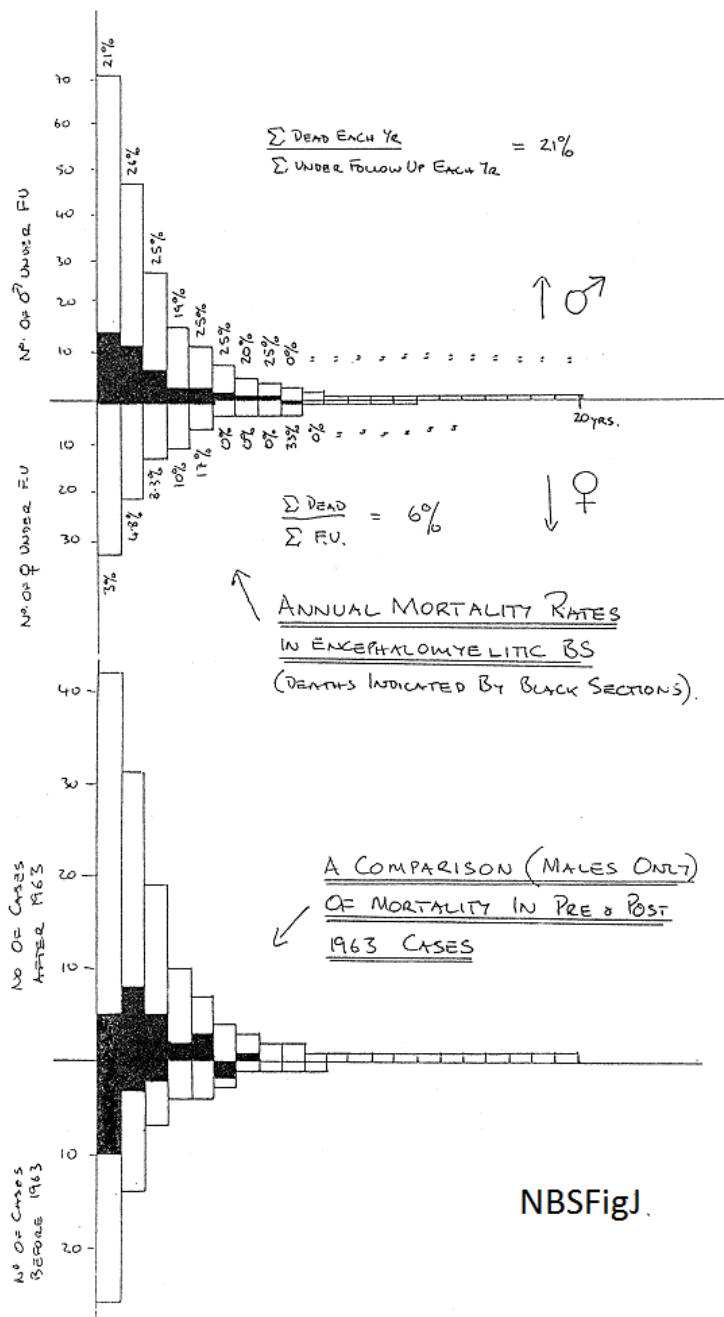 21%
26%
25%
19%
25%
25%
20%
25%
0%
" " " " " " " " " " " "
70
60
50
40
30
20
10
Nº. OF ♂ UNDER FU
Σ DEAD EACH YR
Σ UNDER FOLLOW UP EACH YR
= 21%
↑ ♂
20 YRS.
10
20
30
Nº. OF ♀ UNDER F.U
3%
4.8%
8.3%
10%
17%
0%
0%
0%
33%
0%
" " " " " "
Σ DEAD
Σ F.U.
= 6%
↓ ♀
ANNUAL MORTALITY RATES
IN ENCEPHALOMYELITIC BS
(DEATHS INDICATED BY BLACK SECTIONS).
40
30
20
10
NO OF CASES
AFTER 1963
A COMPARISON (MALES ONLY)
OF MORTALITY IN PRE & POST
1963 CASES
10
20
Nº OF CASES
BEFORE 1963
NBSFigJ.